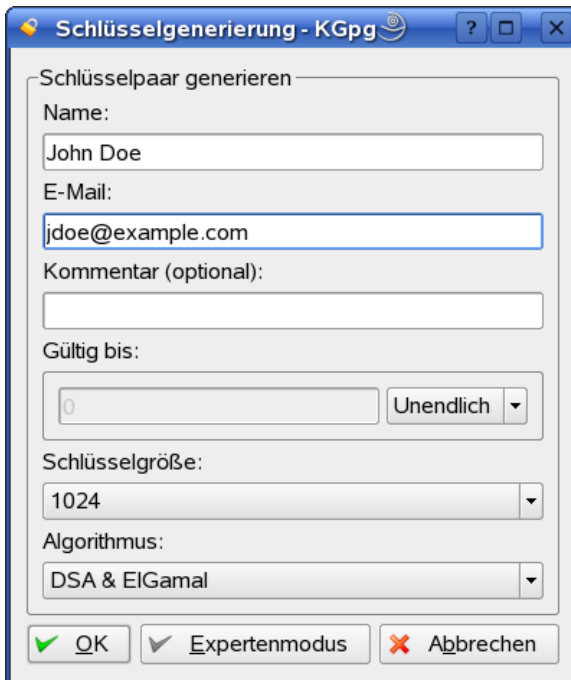 Schlüsselgenerierung - KGpg
Schlüsselpaar generieren
Name:
John Doe
E-Mail:
jdoe@example.com
Kommentar (optional):
Gültig bis:
0 Unendlich
Schlüsselgröße:
1024
Algorithmus:
DSA & ElGamal
OK Expertenmodus Abbrechen